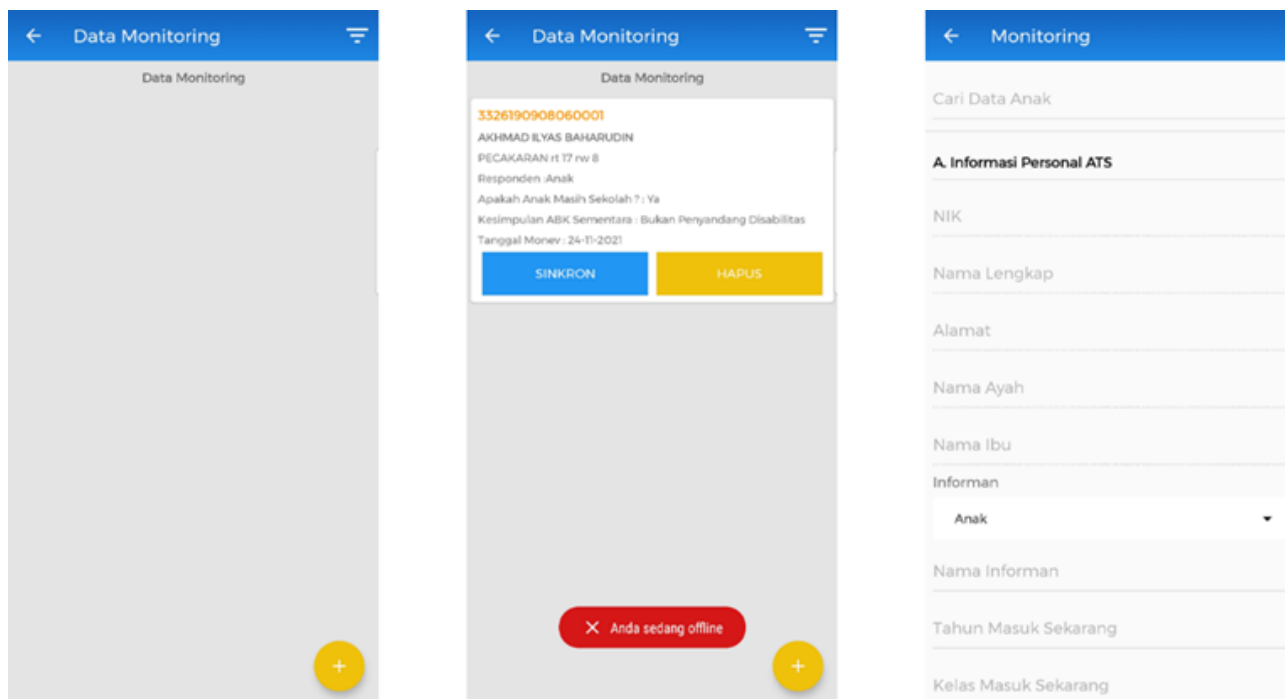 Data Monitoring
Data Monitoring
Data Monitoring
Data Monitoring
3326190908060001
AKHMAD ILYAS BAHARUDIN
PECAKARAN rt 17 rw 8
Responden :Anak
Apakah Anak Masih Sekolah ? : Ya
Kesimpulan ABK Sementara : Bukan Penyandang Disabilitas
Tanggal Monev : 24-11-2021
SINKRON
HAPUS
Anda sedang offline
Monitoring
Cari Data Anak
A. Informasi Personal ATS
NIK
Nama Lengkap
Alamat
Nama Ayah
Nama Ibu
Informan
Anak
Nama Informan
Tahun Masuk Sekarang
Kelas Masuk Sekarang